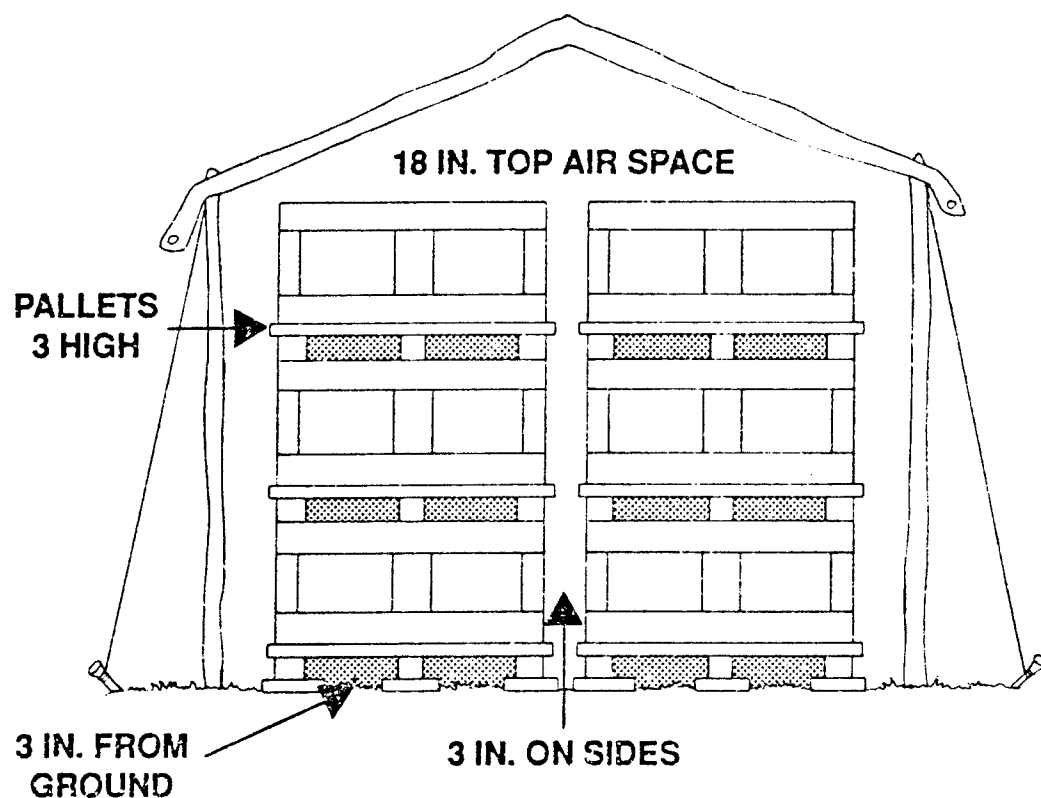 18 IN. TOP AIR SPACE
PALLETS
3 HIGH
3 IN. FROM
GROUND
3 IN. ON SIDES